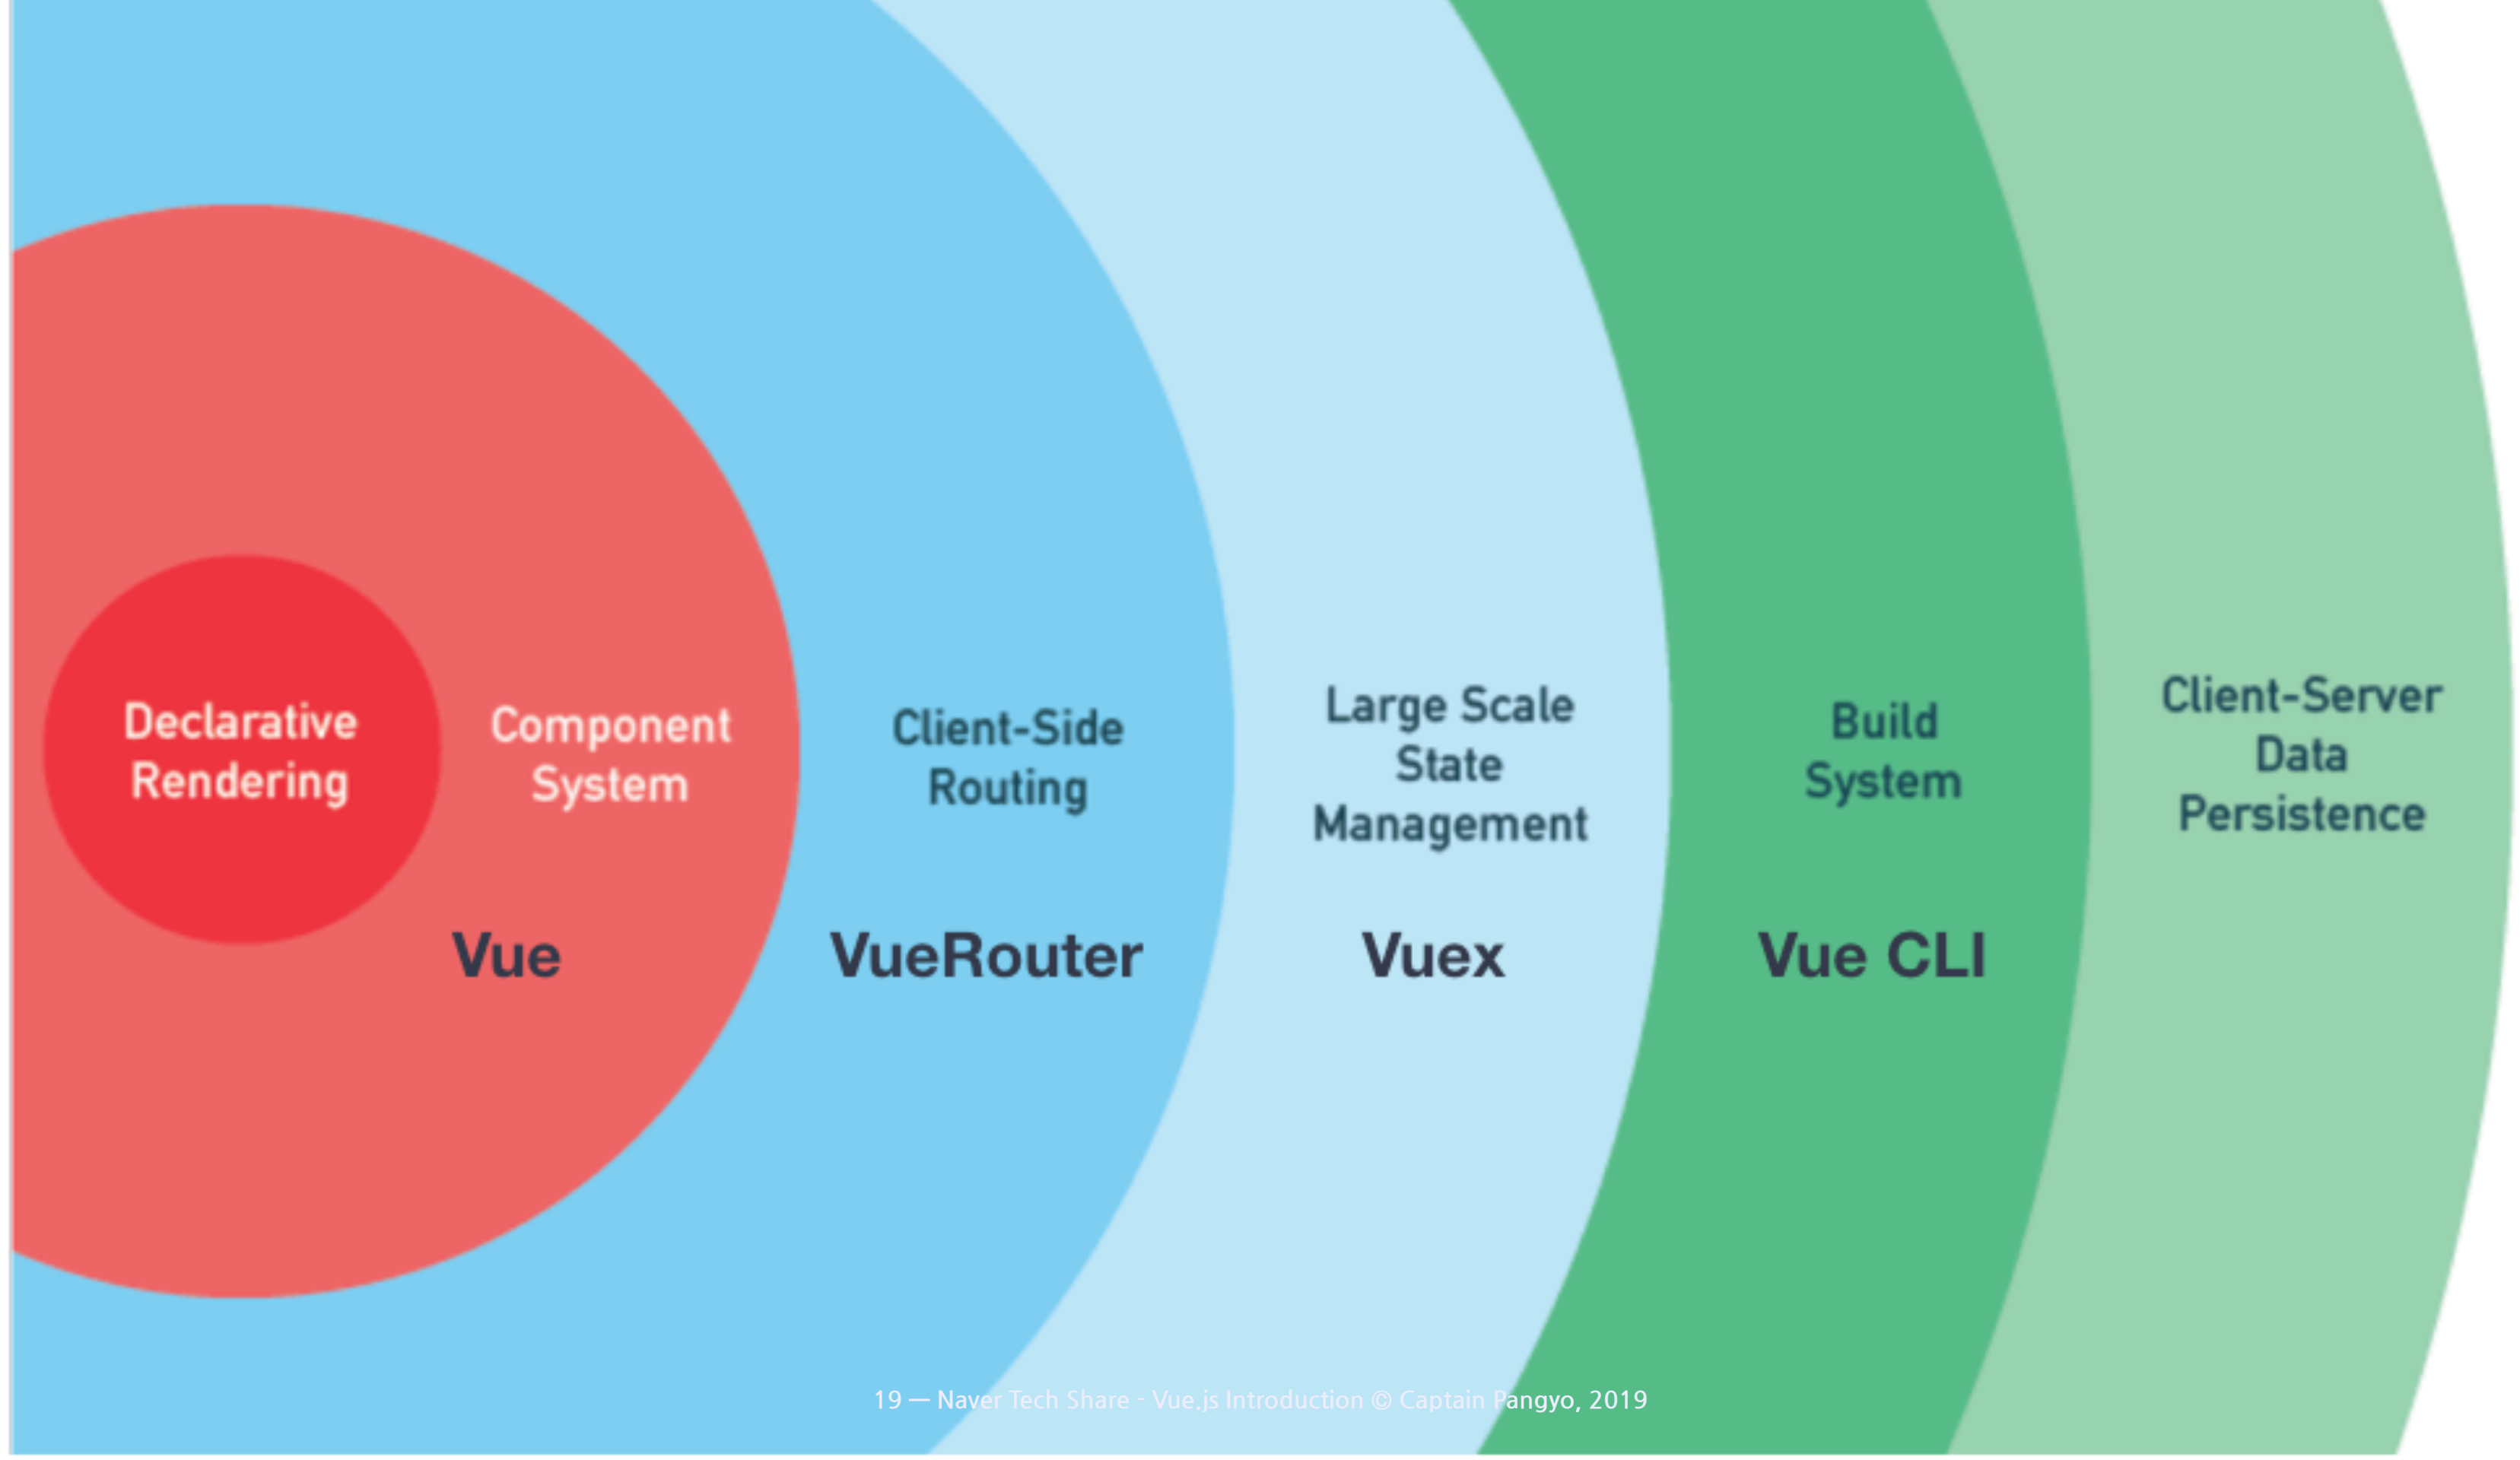 Declarative
Rendering
Component
System
Client-Side
Routing
Large Scale
State
Management
Build
System
Client-Server
Data
Persistence
Vue
VueRouter
Vuex
Vue CLI
19 — Naver Tech Share - Vue.js Introduction © Captain Pangyo, 2019